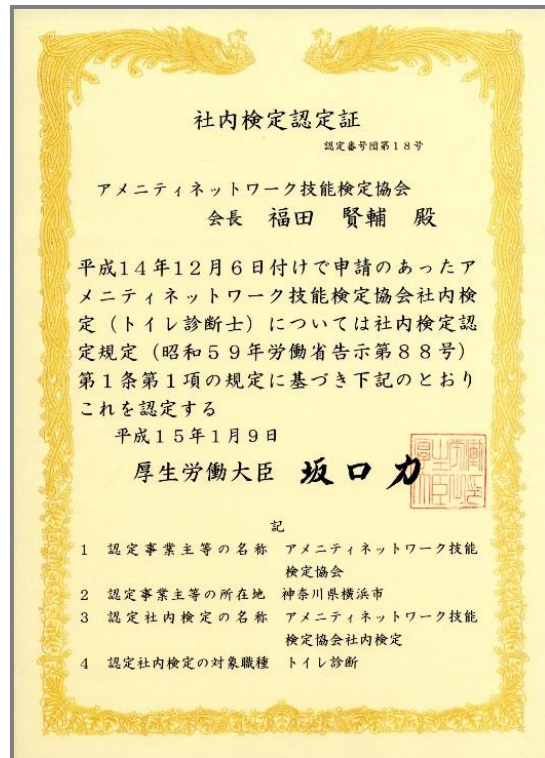 社内検定認定証
認定番号団第18号
アメニティネットワーク技能検定協会
会長 福田 賢輔 殿
平成14年12月6日付けで申請のあったア
メニティネットワーク技能検定協会社内検
定（トイレ診断士）については社内検定認
定規定（昭和59年労働省告示第88号）
第1条第1項の規定に基づき下記のとおり
これを認定する
平成15年1月9日
厚生労働大臣 坂口力
記
1 認定事業主等の名称 アメニティネットワーク技能
検定協会
2 認定事業主等の所在地 神奈川県横浜市
3 認定社内検定の名称 アメニティネットワーク技能
検定協会社内検定
4 認定社内検定の対象職種 トイレ診断